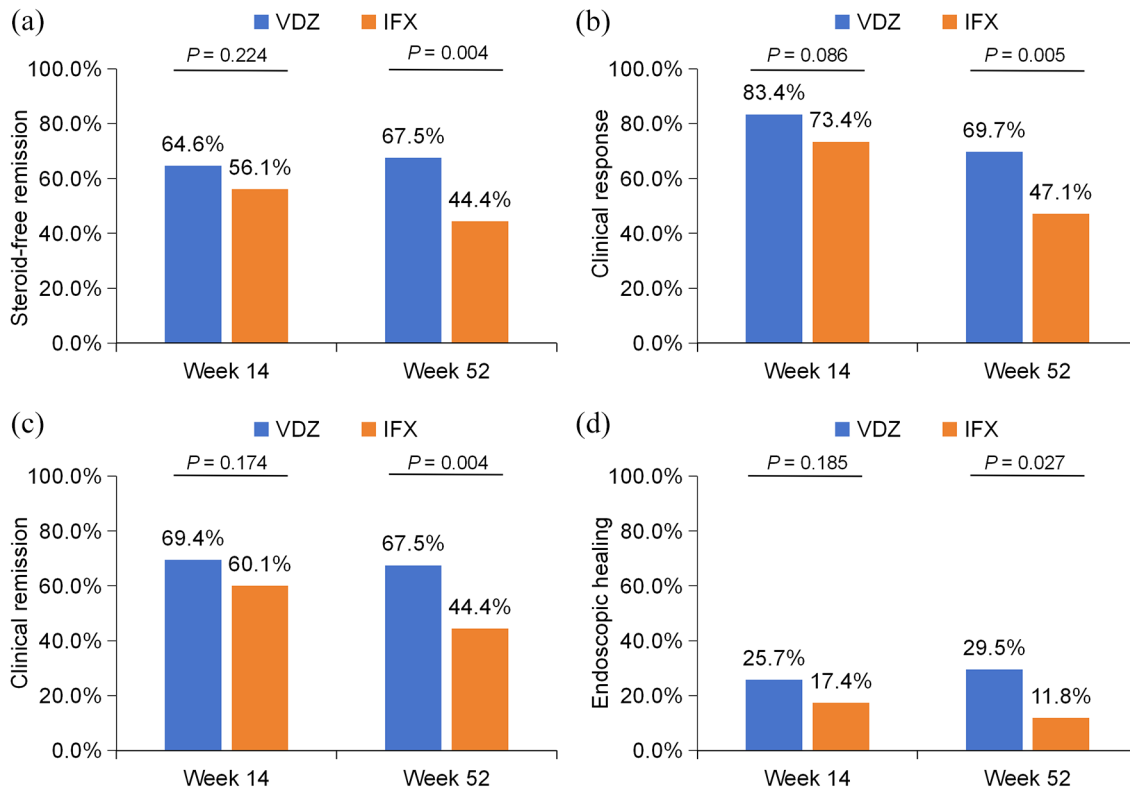 (a)
VDZ IFX
P = 0.224 P = 0.004
100.0%
80.0%
60.0%
40.0%
20.0%
0.0%
Steroid-free remission
64.6% 56.1% 67.5% 44.4%
Week 14 Week 52
(b)
VDZ IFX
P = 0.086 P = 0.005
100.0%
80.0%
60.0%
40.0%
20.0%
0.0%
Clinical response
83.4% 73.4% 69.7% 47.1%
Week 14 Week 52
(c)
VDZ IFX
P = 0.174 P = 0.004
100.0%
80.0%
60.0%
40.0%
20.0%
0.0%
Clinical remission
69.4% 60.1% 67.5% 44.4%
Week 14 Week 52
(d)
VDZ IFX
P = 0.185 P = 0.027
100.0%
80.0%
60.0%
40.0%
20.0%
0.0%
Endoscopic healing
25.7% 17.4% 29.5% 11.8%
Week 14 Week 52